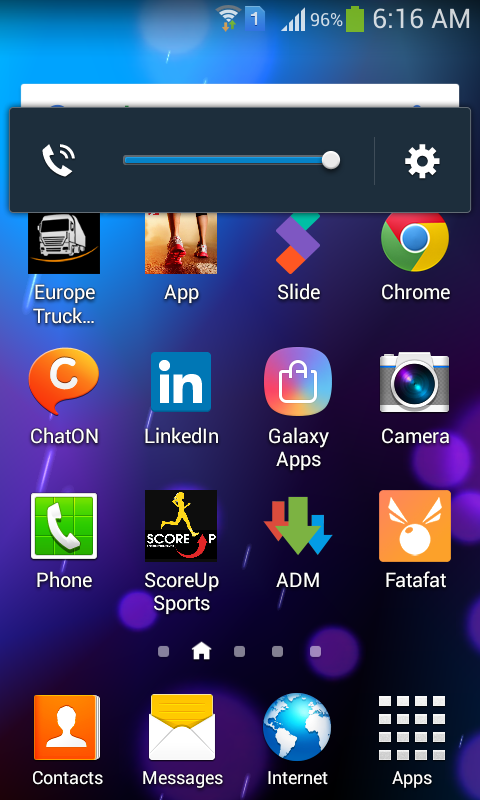 1 96% 6:16 AM
Europe
Truck...
App
Slide
Chrome
C
ChatON
in
LinkedIn
Galaxy
Apps
Camera
SCORE P
Phone
ScoreUp
Sports
ADM
Fatafat
Contacts
Messages
Internet
Apps